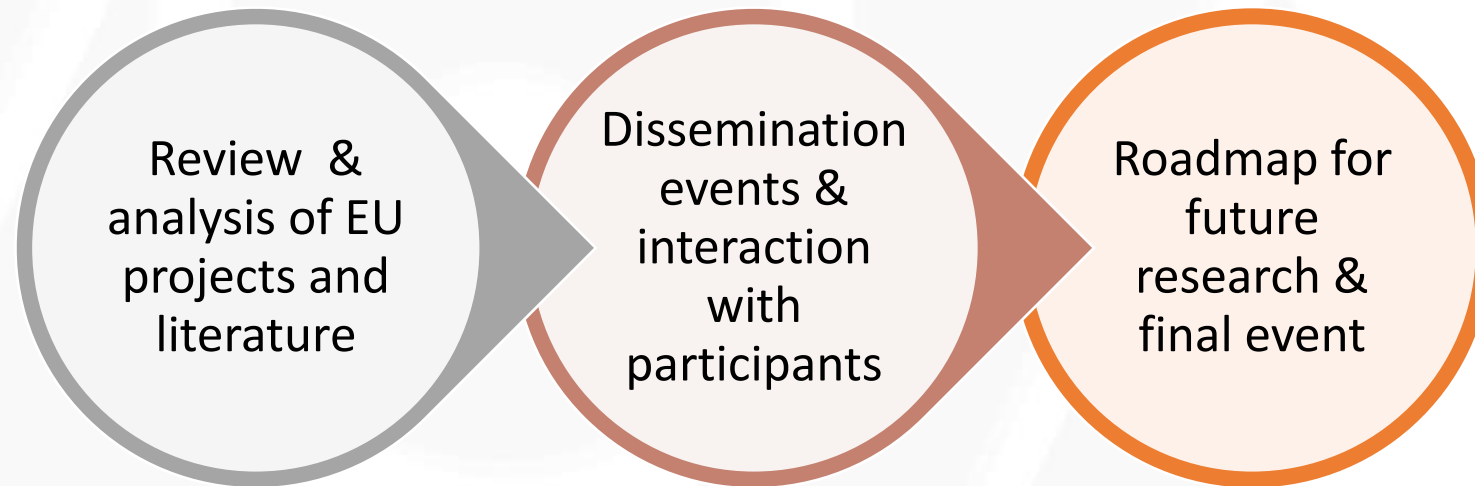 Review &
analysis of EU
projects and
literature
Dissemination
events &
interaction
with
participants
Roadmap for
future
research &
final event